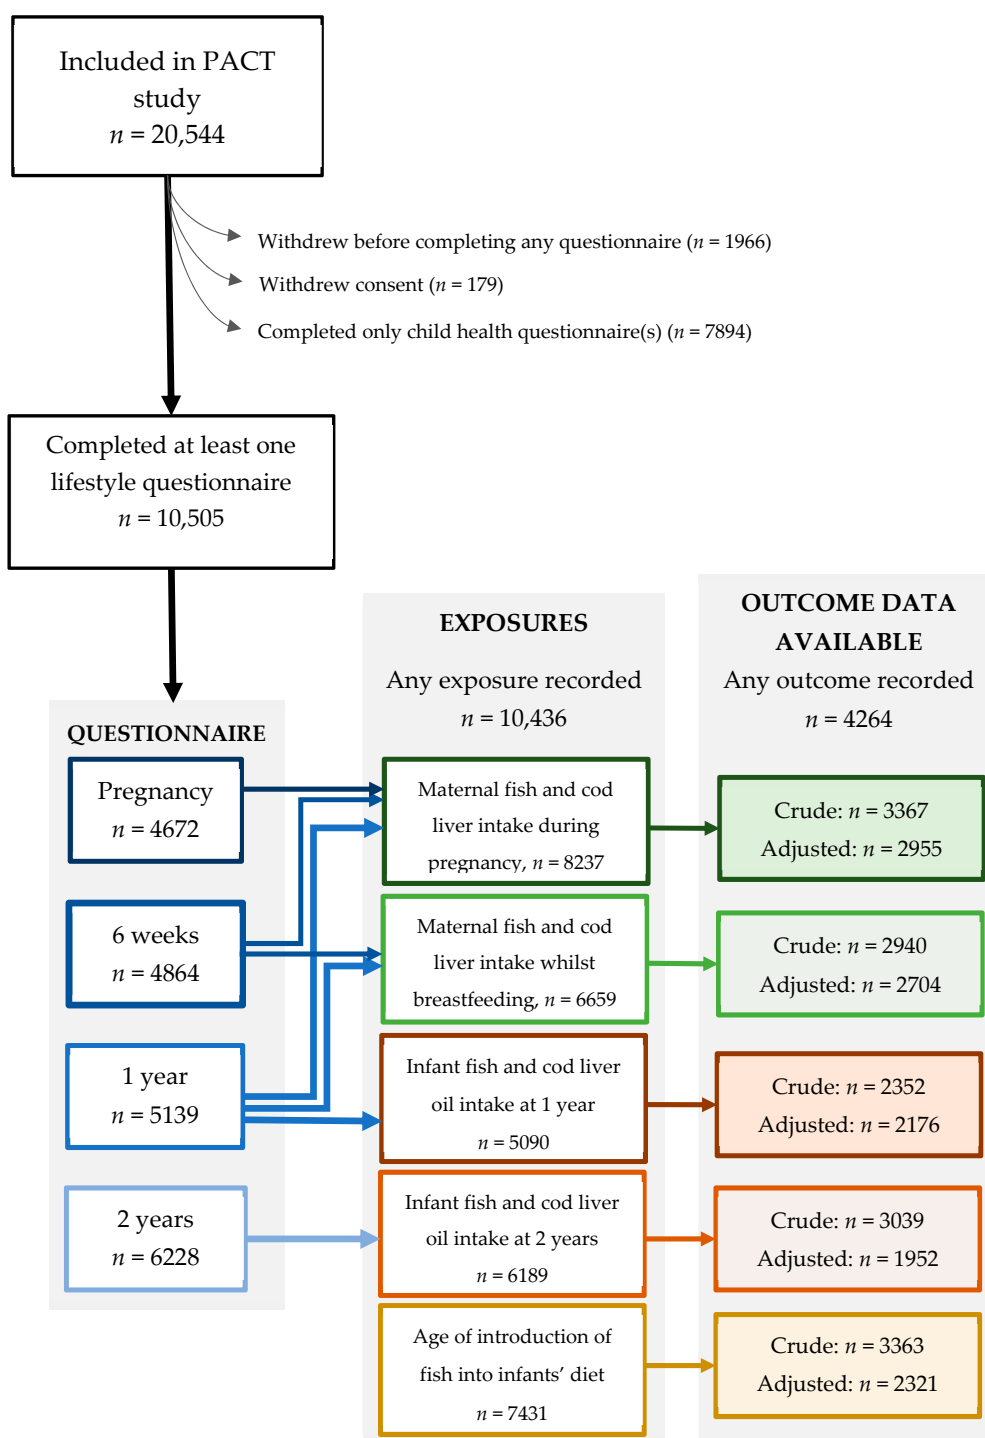 Included in PACT
study
n = 20,544
Withdrew before completing any questionnaire (n = 1966)
Withdrew consent (n = 179)
Completed only child health questionnaire(s) (n = 7894)
Completed at least one
lifestyle questionnaire
n = 10,505
QUESTIONNAIRE
Pregnancy
n = 4672
6 weeks
n = 4864
1 year
n = 5139
2 years
n = 6228
EXPOSURES
Any exposure recorded
n = 10,436
Maternal fish and cod
liver intake during
pregnancy, n = 8237
Maternal fish and cod
liver intake whilst
breastfeeding, n = 6659
Infant fish and cod liver
oil intake at 1 year
n = 5090
Infant fish and cod liver
oil intake at 2 years
n = 6189
Age of introduction of
fish into infants’ diet
n = 7431
OUTCOME DATA
AVAILABLE
Any outcome recorded
n = 4264
Crude: n = 3367
Adjusted: n = 2955
Crude: n = 2940
Adjusted: n = 2704
Crude: n = 2352
Adjusted: n = 2176
Crude: n = 3039
Adjusted: n = 1952
Crude: n = 3363
Adjusted: n = 2321